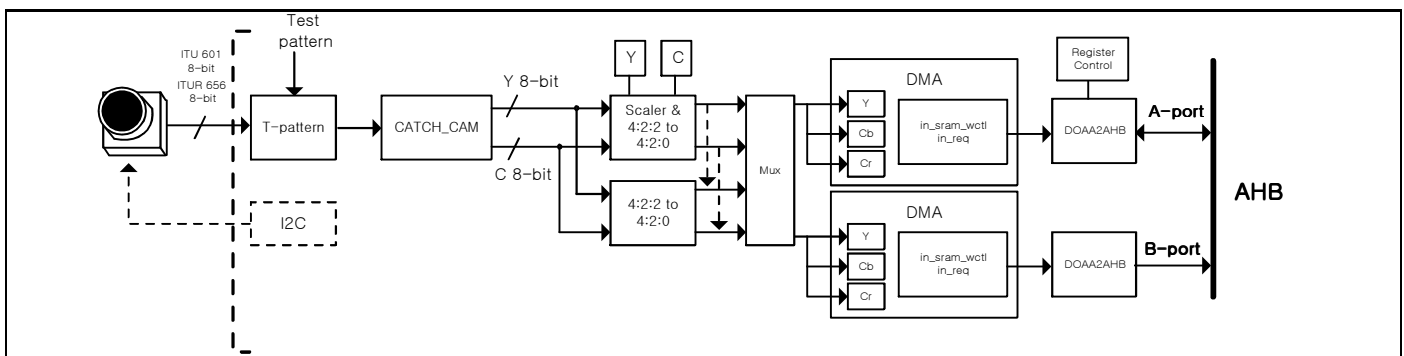 Test
pattern
ITU 601
8-bit
ITUR 656
8-bit
T-pattern
I2C
CATCH_CAM
Y 8-bit
C 8-bit
Y
C
Scaler &
4:2:2 to
4:2:0
4:2:2 to
4:2:0
Mux
DMA
Y
Cb
Cr
in_sram_wctl
in_req
DMA
Y
Cb
Cr
in_sram_wctl
in_req
Register
Control
DOAA2AHB
A-port
DOAA2AHB
B-port
AHB